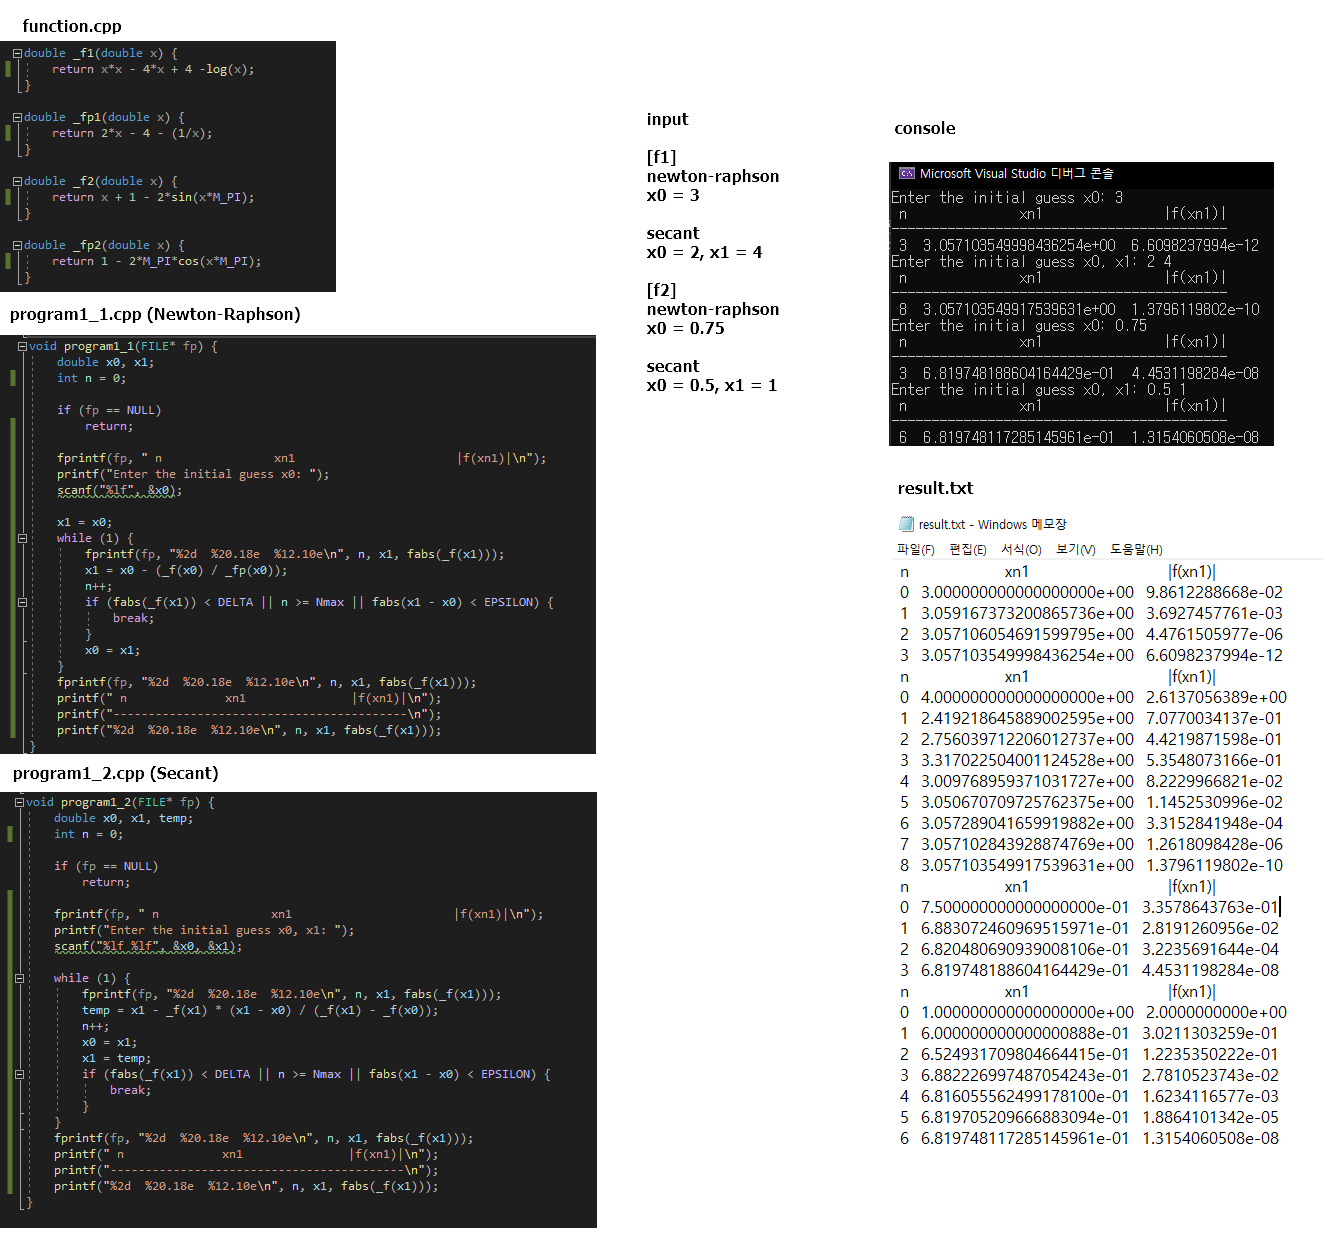 function.cpp
double _f1(double x) {
return x*x - 4*x + 4 -log(x);
}
double _fp1(double x) {
return 2*x - 4 - (1/x);
}
double _f2(double x) {
return x + 1 - 2*sin(x*M_PI);
}
double _fp2(double x) {
return 1 - 2*M_PI*cos(x*M_PI);
}
program1_1.cpp (Newton-Raphson)
void program1_1(FILE* fp) {
double x0, x1;
int n = 0;
if (fp == NULL)
return;
fprintf(fp, " n                xn1                       |f(xn1)|\n");
printf("Enter the initial guess x0: ");
scanf("%lf", &x0);
x1 = x0;
while (1) {
fprintf(fp, "%2d  %20.18e  %12.10e\n", n, x1, fabs(_f(x1)));
x1 = x0 - (_f(x0) / _fp(x0));
n++;
if (fabs(_f(x1)) < DELTA || n >= Nmax || fabs(x1 - x0) < EPSILON) {
break;
}
x0 = x1;
}
fprintf(fp, "%2d  %20.18e  %12.10e\n", n, x1, fabs(_f(x1)));
printf(" n              xn1               |f(xn1)|\n");
printf("------------------------------------------\n");
printf("%2d  %20.18e  %12.10e\n", n, x1, fabs(_f(x1)));
}
program1_2.cpp (Secant)
void program1_2(FILE* fp) {
double x0, x1, temp;
int n = 0;
if (fp == NULL)
return;
fprintf(fp, " n                xn1                       |f(xn1)|\n");
printf("Enter the initial guess x0, x1: ");
scanf("%lf %lf", &x0, &x1);
while (1) {
fprintf(fp, "%2d  %20.18e  %12.10e\n", n, x1, fabs(_f(x1)));
temp = x1 - _f(x1) * (x1 - x0) / (_f(x1) - _f(x0));
n++;
x0 = x1;
x1 = temp;
if (fabs(_f(x1)) < DELTA || n >= Nmax || fabs(x1 - x0) < EPSILON) {
break;
}
}
fprintf(fp, "%2d  %20.18e  %12.10e\n", n, x1, fabs(_f(x1)));
printf(" n              xn1               |f(xn1)|\n");
printf("------------------------------------------\n");
printf("%2d  %20.18e  %12.10e\n", n, x1, fabs(_f(x1)));
}
input
[f1]
newton-raphson
x0 = 3
secant
x0 = 2, x1 = 4
[f2]
newton-raphson
x0 = 0.75
secant
x0 = 0.5, x1 = 1
console
Microsoft Visual Studio 디버그 콘솔
Enter the initial guess x0: 3
n xn1 |f(xn1)|
------------------------------------------
3 3.057103549998436254e+00 6.6098237994e-12
Enter the initial guess x0, x1: 2 4
n xn1 |f(xn1)|
------------------------------------------
8 3.057103549917539631e+00 1.3796119802e-10
Enter the initial guess x0: 0.75
n xn1 |f(xn1)|
------------------------------------------
3 6.819748188604164429e-01 4.4531198284e-08
Enter the initial guess x0, x1: 0.5 1
n xn1 |f(xn1)|
------------------------------------------
6 6.819748117285145961e-01 1.3154060508e-08
result.txt
result.txt - Windows 메모장
파일(F) 편집(E) 서식(O) 보기(V) 도움말(H)
n xn1 |f(xn1)|
0 3.000000000000000000e+00 9.8612288668e-02
1 3.059167373200865736e+00 3.6927457761e-03
2 3.057106054691599795e+00 4.4761505977e-06
3 3.057103549998436254e+00 6.6098237994e-12
n xn1 |f(xn1)|
0 4.000000000000000000e+00 2.6137056389e+00
1 2.419218645889002595e+00 7.0770034137e-01
2 2.756039712206012737e+00 4.4219871598e-01
3 3.317022504001124528e+00 5.3548073166e-01
4 3.009768959371031727e+00 8.2229966821e-02
5 3.050670709725762375e+00 1.1452530996e-02
6 3.057289041659919882e+00 3.3152841948e-04
7 3.057102843928874769e+00 1.2618098428e-06
8 3.057103549917539631e+00 1.3796119802e-10
n xn1 |f(xn1)|
0 7.500000000000000000e-01 3.3578643763e-01
1 6.883072460969515971e-01 2.8191260956e-02
2 6.820480690939008106e-01 3.2235691644e-04
3 6.819748188604164429e-01 4.4531198284e-08
n xn1 |f(xn1)|
0 1.000000000000000000e+00 2.0000000000e+00
1 6.000000000000000888e-01 3.0211303259e-01
2 6.524931709804664415e-01 1.2235350222e-01
3 6.882226997487054243e-01 2.7810523743e-02
4 6.816055562499178100e-01 1.6234116577e-03
5 6.819705209666883094e-01 1.8864101342e-05
6 6.819748117285145961e-01 1.3154060508e-08